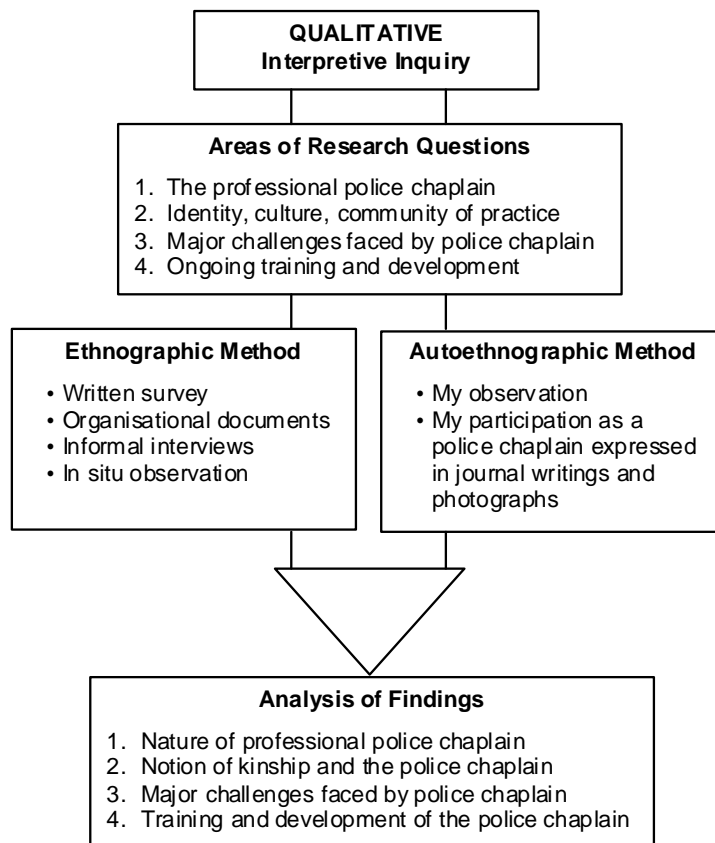 QUALITATIVE
Interpretive Inquiry
Areas of Research Questions
1. The professional police chaplain
2. Identity, culture, community of practice
3. Major challenges faced by police chaplain
4. Ongoing training and development
Ethnographic Method
• Written survey
• Organisational documents
• Informal interviews
• In situ observation
Autoethnographic Method
• My observation
• My participation as a
police chaplain expressed
in journal writings and
photographs
Analysis of Findings
1. Nature of professional police chaplain
2. Notion of kinship and the police chaplain
3. Major challenges faced by police chaplain
4. Training and development of the police chaplain